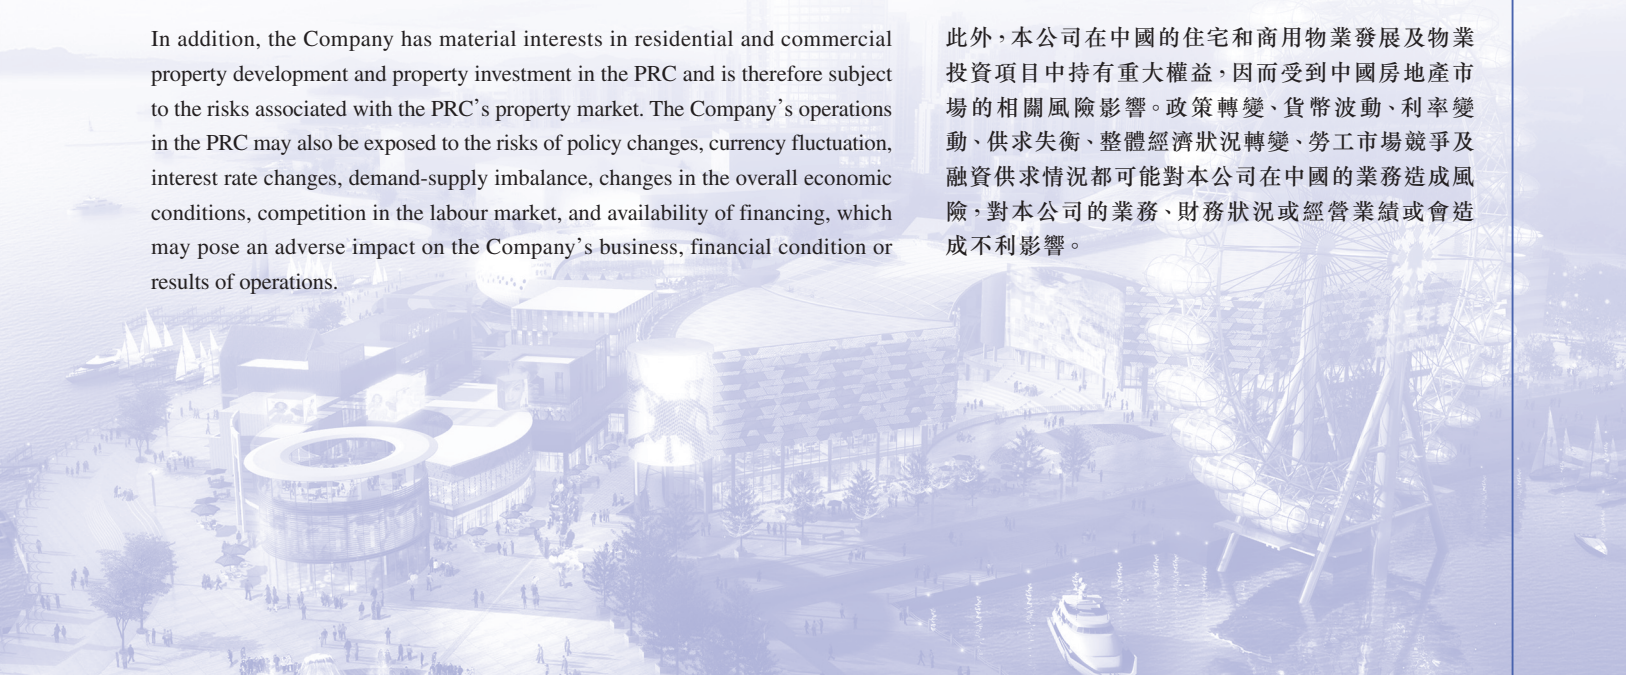 In addition, the Company has material interests in residential and commercial
property development and property investment in the PRC and is therefore subject
to the risks associated with the PRC’s property market. The Company’s operations
in the PRC may also be exposed to the risks of policy changes, currency fluctuation,
interest rate changes, demand-supply imbalance, changes in the overall economic
conditions, competition in the labour market, and availability of financing, which
may pose an adverse impact on the Company’s business, financial condition or
results of operations.
此外，本公司在中國的住宅和商用物業發展及物業
投資項目中持有重大權益，因而受到中國房地產市
場的相關風險影響。政策轉變、貨幣波動、利率變
動、供求失衡、整體經濟狀況轉變、勞工市場競爭及
融資供求情況都可能對本公司在中國的業務造成風
險，對本公司的業務、財務狀況或經營業績或會造
成不利影響。